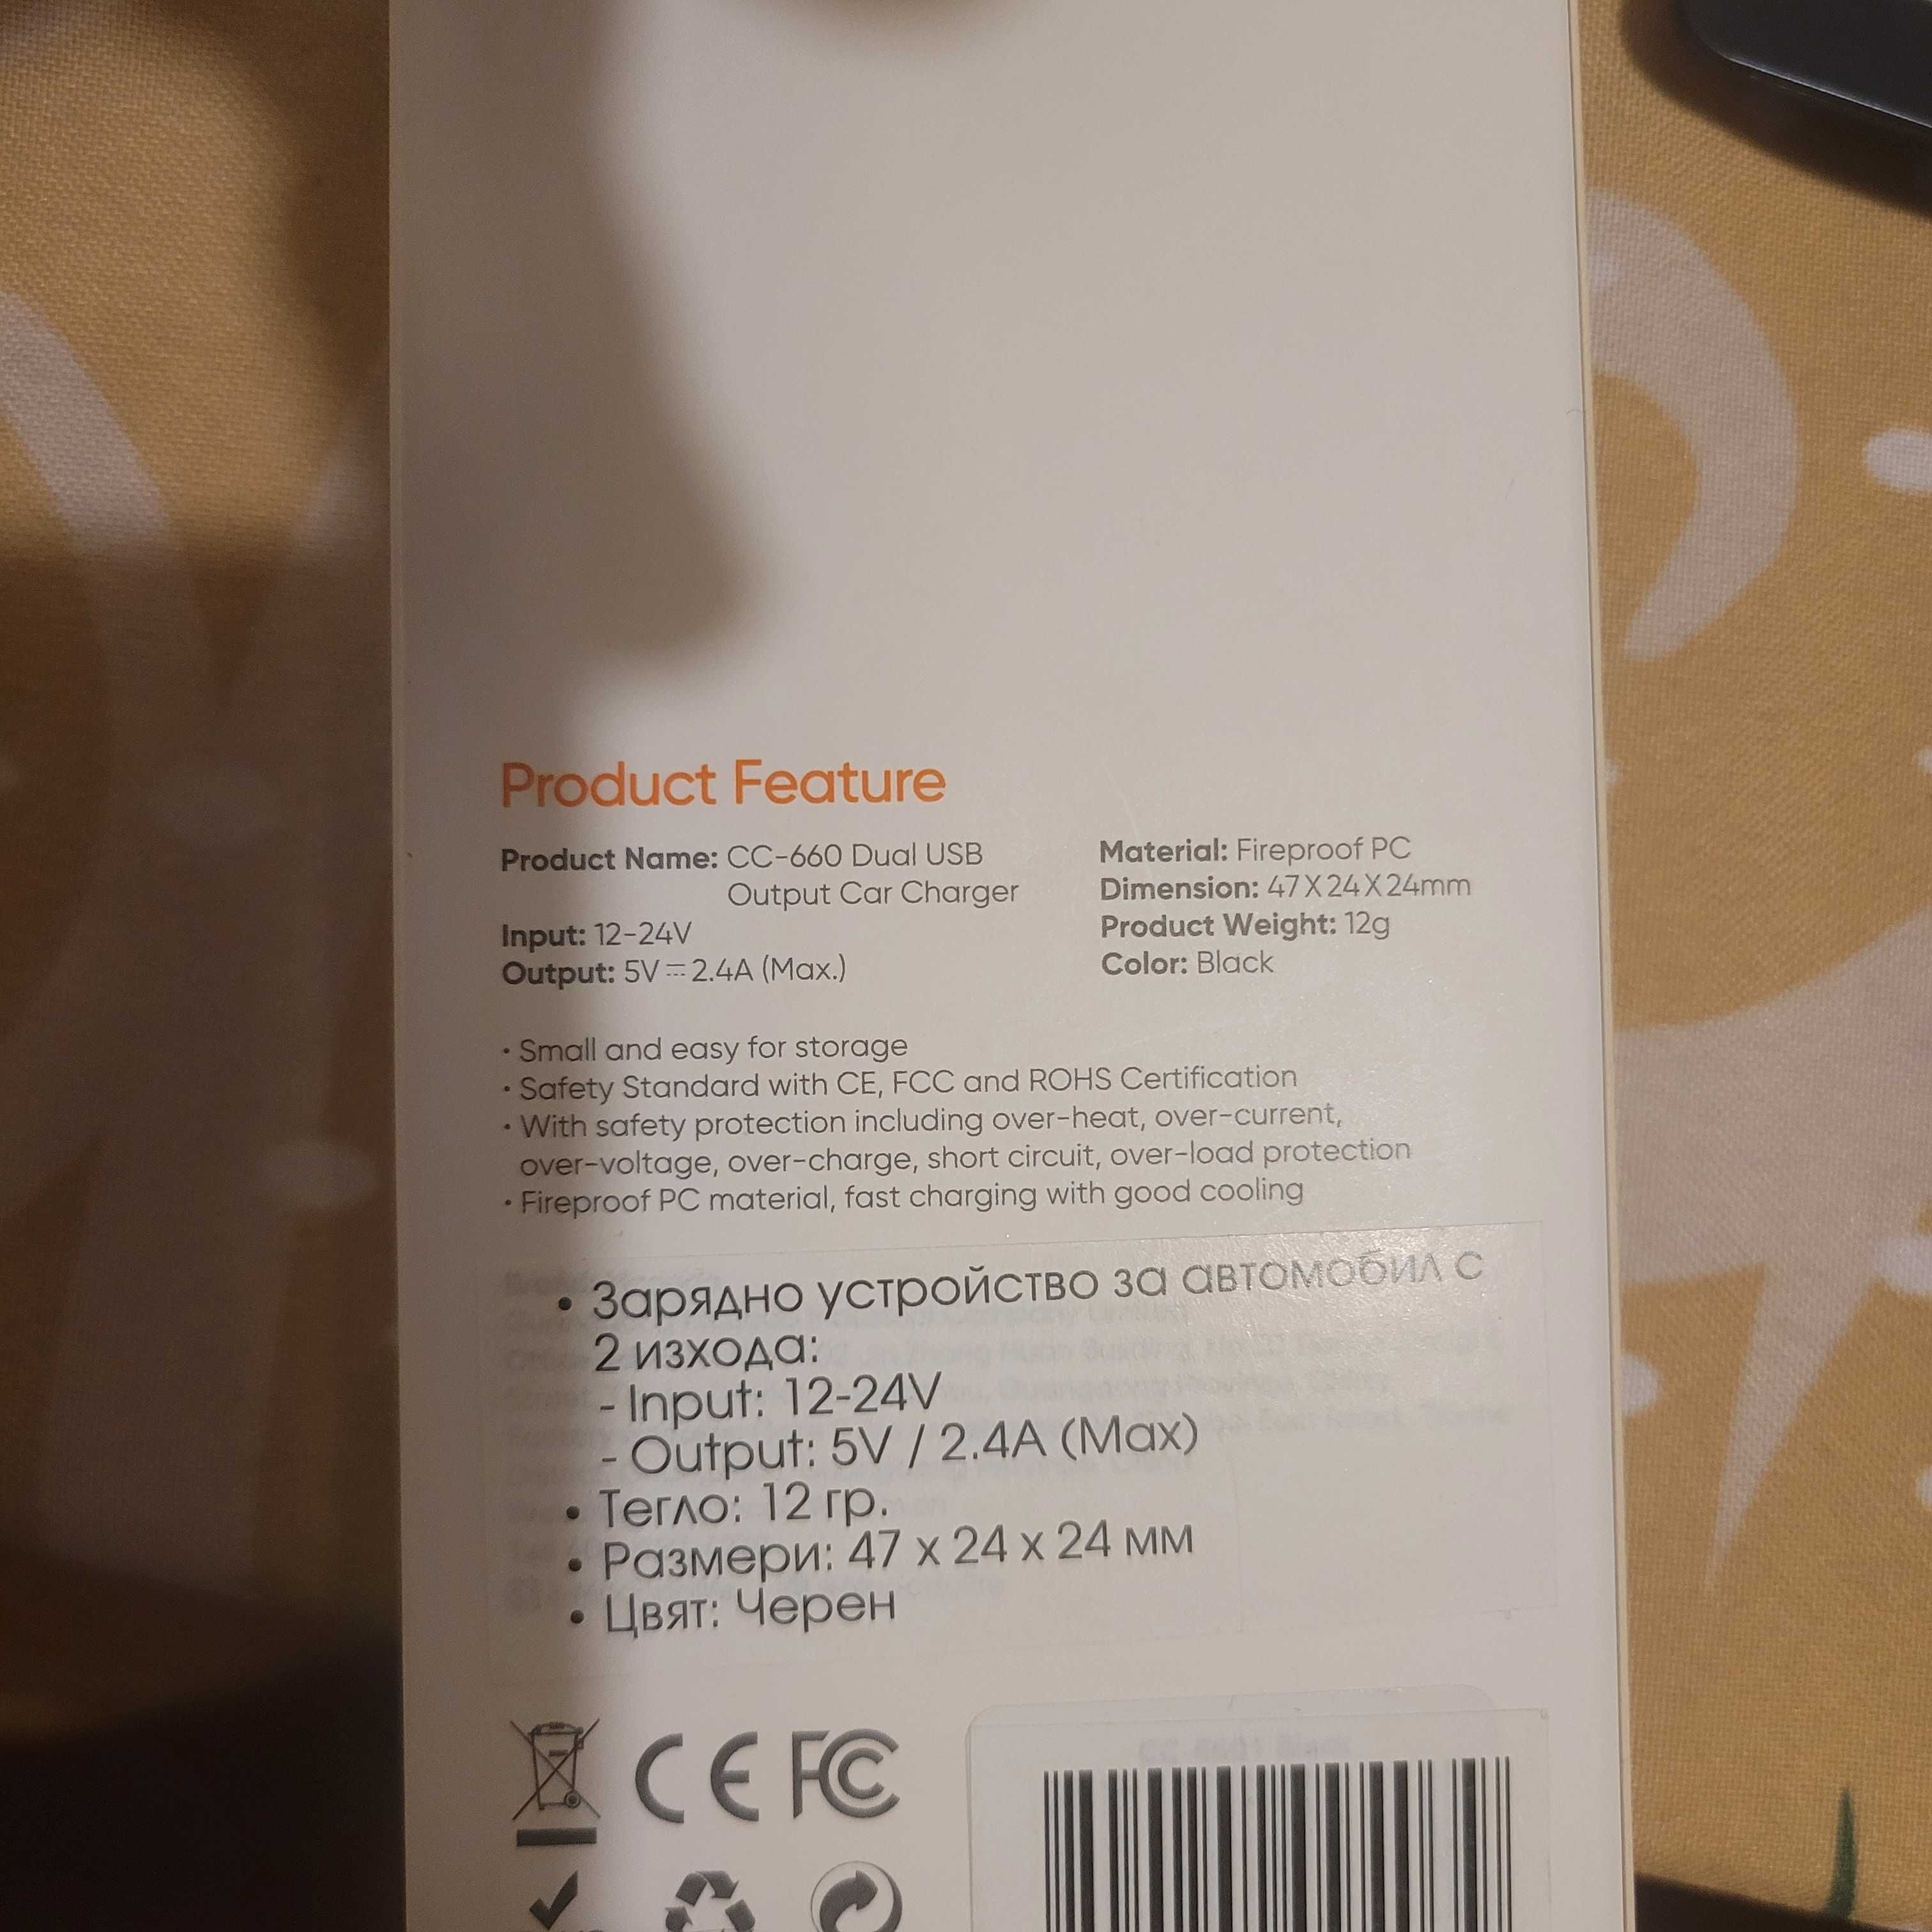 Product Feature
Product Name: CC-660 Dual USB
Output Car Charger
Input: 12-24V
Output: 5V⎓2.4A (Max.)
Material: Fireproof PC
Dimension: 47X24X24mm
Product Weight: 12g
Color: Black
· Small and easy for storage
· Safety Standard with CE, FCC and ROHS Certification
· With safety protection including over-heat, over-current,
over-voltage, over-charge, short circuit, over-load protection
· Fireproof PC material, fast charging with good cooling
• Зарядно устройство за автомобил с
2 изхода:
- Input: 12-24V
- Output: 5V / 2.4A (Max)
• Тегло: 12 гр.
• Размери: 47 x 24 x 24 мм
• Цвят: Черен
CE FC